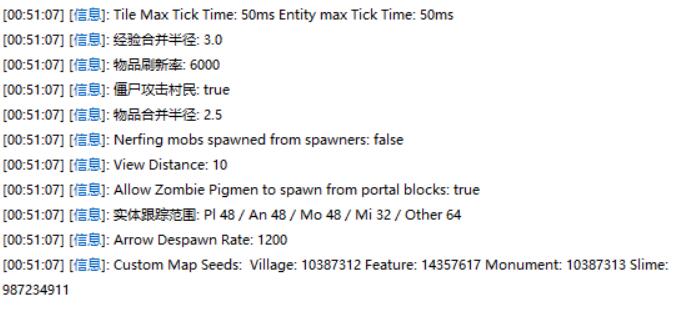 [00:51:07] [信息]: Tile Max Tick Time: 50ms Entity max Tick Time: 50ms
[00:51:07] [信息]: 经验合并半径: 3.0
[00:51:07] [信息]: 物品刷新率: 6000
[00:51:07] [信息]: 僵尸攻击村民: true
[00:51:07] [信息]: 物品合并半径: 2.5
[00:51:07] [信息]: Nerfing mobs spawned from spawners: false
[00:51:07] [信息]: View Distance: 10
[00:51:07] [信息]: Allow Zombie Pigmen to spawn from portal blocks: true
[00:51:07] [信息]: 实体跟踪范围: Pl 48 / An 48 / Mo 48 / Mi 32 / Other 64
[00:51:07] [信息]: Arrow Despawn Rate: 1200
[00:51:07] [信息]: Custom Map Seeds:  Village: 10387312 Feature: 14357617 Monument: 10387313 Slime:
987234911